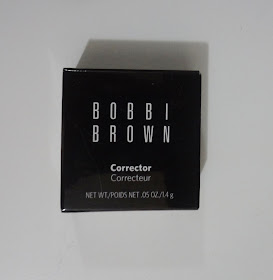 BOBBI
BROWN
Corrector
Correcteur
NET WT./POIDS NET .05 OZ./1.4 g